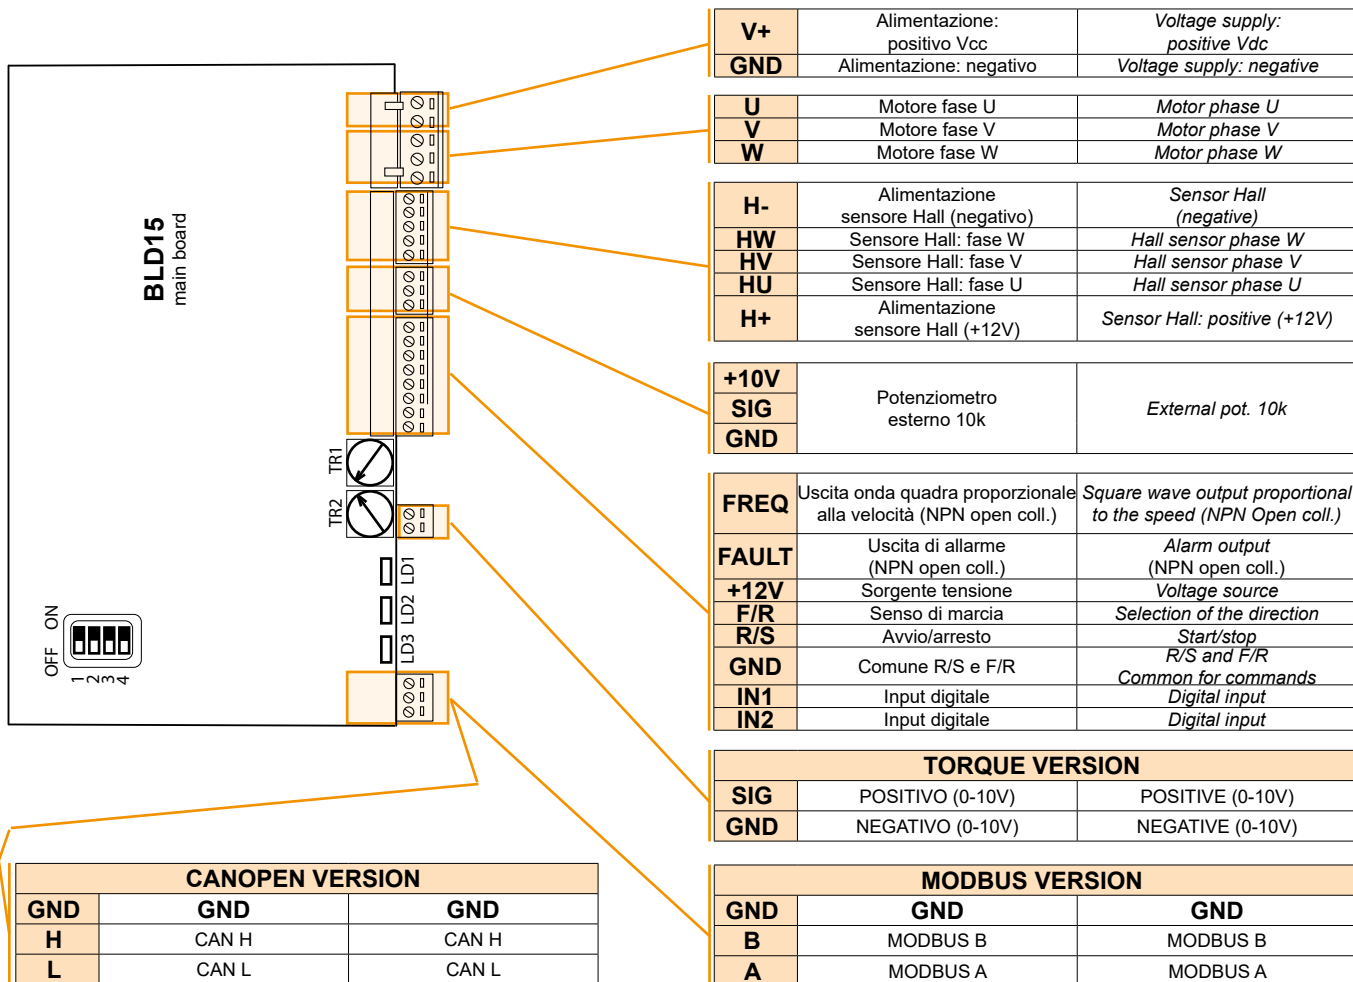 BLD15
main board
TR1
TR2
LD1
LD2
LD3
OFF ON
1
2
3
4
V+ Alimentazione: Voltage supply:
positivo Vcc positive Vdc
GND Alimentazione: negativo Voltage supply: negative
U Motore fase U Motor phase U
V Motore fase V Motor phase V
W Motore fase W Motor phase W
H- Alimentazione Sensor Hall
sensore Hall (negativo) (negative)
HW Sensore Hall: fase W Hall sensor phase W
HV Sensore Hall: fase V Hall sensor phase V
HU Sensore Hall: fase U Hall sensor phase U
H+ Alimentazione Sensor Hall: positive (+12V)
sensore Hall (+12V)
+10V
SIG Potenziometro External pot. 10k
esterno 10k
GND
FREQ Uscita onda quadra proporzionale Square wave output proportional
alla velocità (NPN open coll.) to the speed (NPN Open coll.)
FAULT Uscita di allarme Alarm output
(NPN open coll.) (NPN open coll.)
+12V Sorgente tensione Voltage source
F/R Senso di marcia Selection of the direction
R/S Avvio/arresto Start/stop
GND Comune R/S e F/R R/S and F/R
Common for commands
IN1 Input digitale Digital input
IN2 Input digitale Digital input
TORQUE VERSION
SIG POSITIVO (0-10V) POSITIVE (0-10V)
GND NEGATIVO (0-10V) NEGATIVE (0-10V)
CANOPEN VERSION
GND GND GND
H CAN H CAN H
L CAN L CAN L
MODBUS VERSION
GND GND GND
B MODBUS B MODBUS B
A MODBUS A MODBUS A